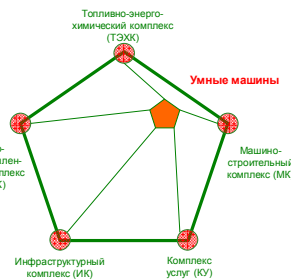 Топливно-энерго-
химический комплекс
(ТЭХК)
Умные машины
Машино-
строительный
комплекс (МК
Инфраструктурный
комплекс (ИК)
Комплекс
услуг (КУ)